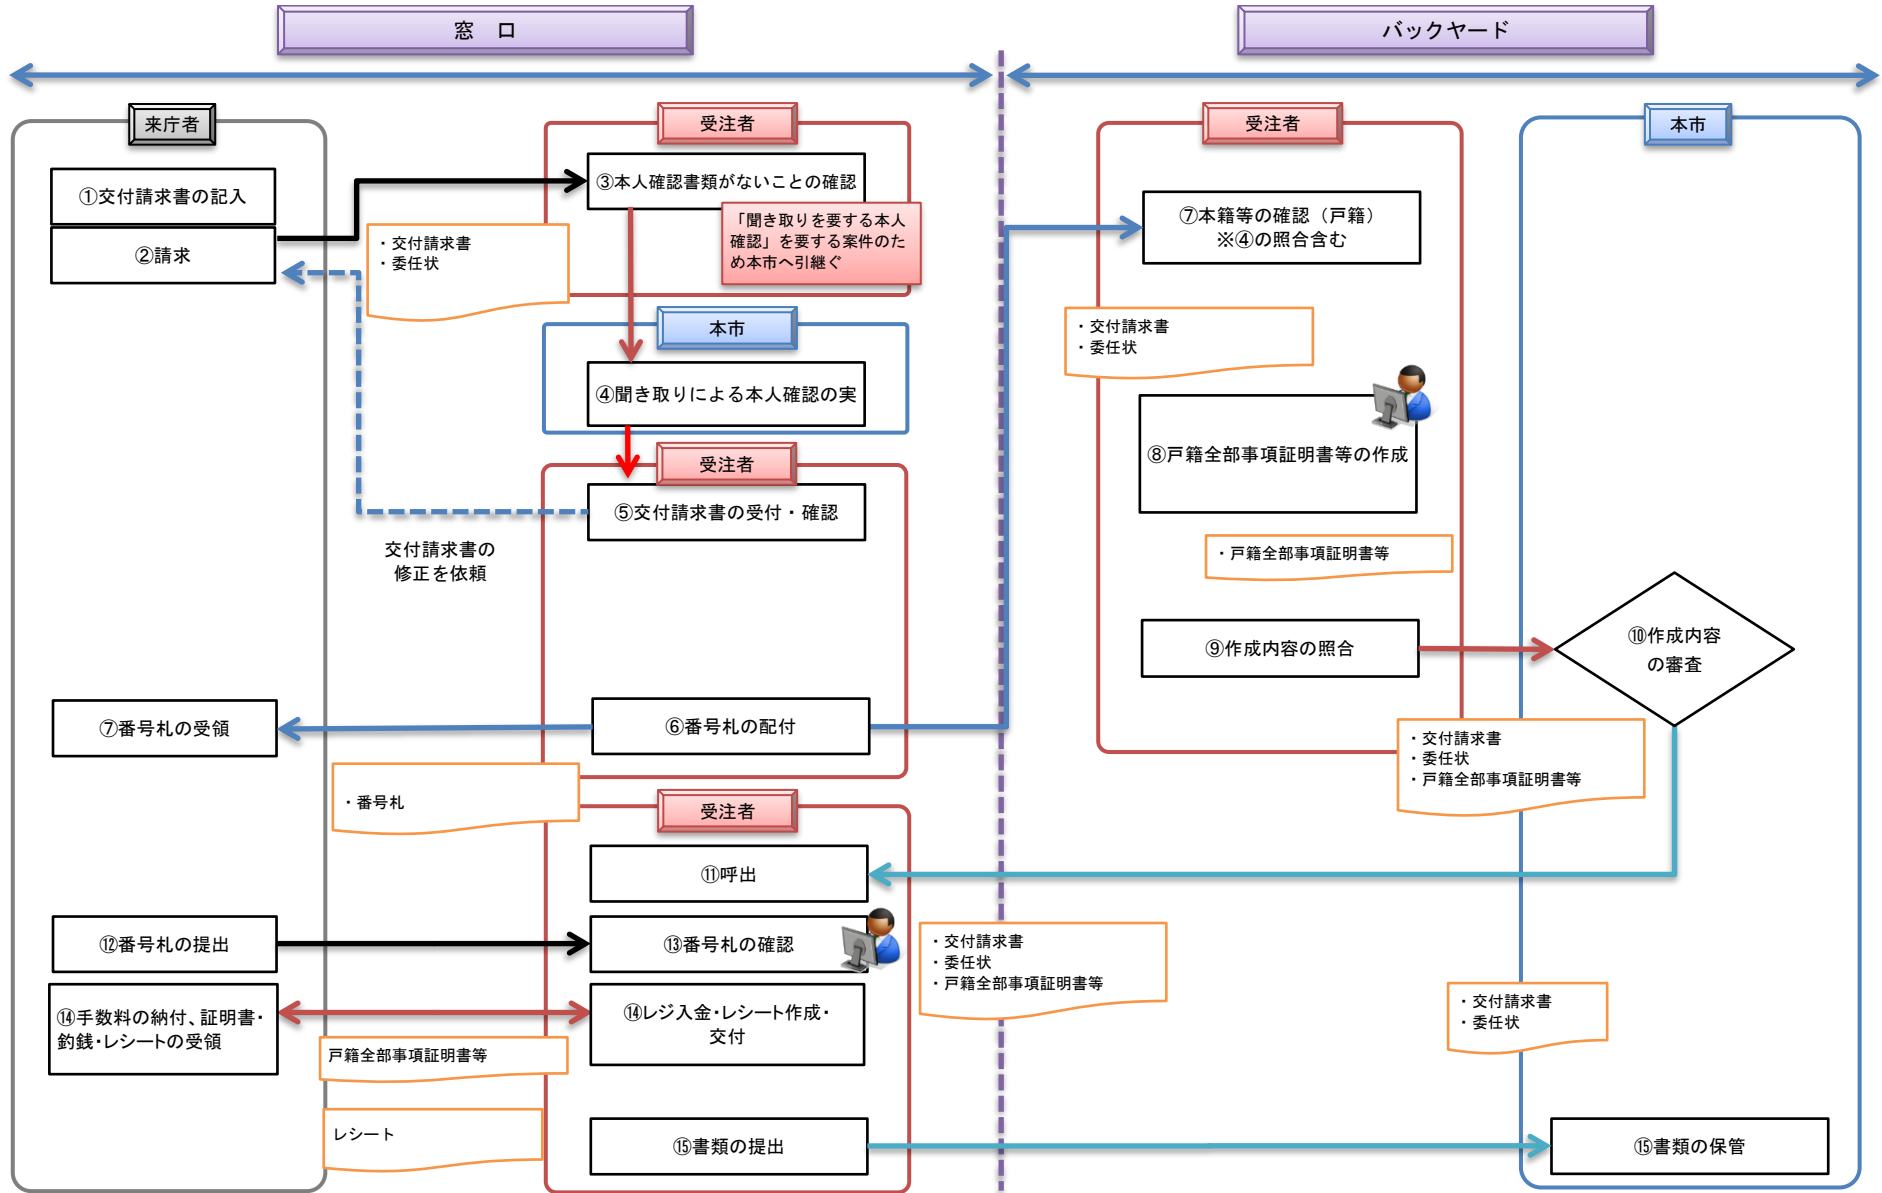 窓　口
バックヤード
来庁者
受注者
受注者
本市
①交付請求書の記入
②請求
・交付請求書
・委任状
③本人確認書類がないことの確認
「聞き取りを要する本人
確認」を要する案件のた
め本市へ引継ぐ
本市
④聞き取りによる本人確認の実
受注者
⑤交付請求書の受付・確認
交付請求書の
修正を依頼
⑦本籍等の確認（戸籍）
※④の照合含む
・交付請求書
・委任状
⑧戸籍全部事項証明書等の作成
・戸籍全部事項証明書等
⑨作成内容の照合
⑩作成内容
の審査
⑦番号札の受領
⑥番号札の配付
・交付請求書
・委任状
・戸籍全部事項証明書等
・番号札
受注者
⑪呼出
⑫番号札の提出
⑬番号札の確認
・交付請求書
・委任状
・戸籍全部事項証明書等
⑭手数料の納付、証明書・
釣銭・レシートの受領
⑭レジ入金・レシート作成・
交付
・交付請求書
・委任状
戸籍全部事項証明書等
レシート
⑮書類の提出
⑮書類の保管